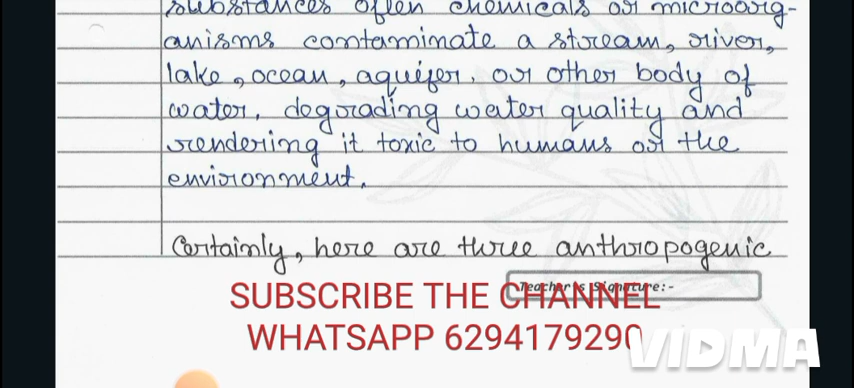 substances often chemicals or microorg-
anisms contaminate a stream, river,
lake, ocean, aquifer, or other body of
water, degrading water quality and
rendering it toxic to humans or the
environment.
Certainly, here are three anthropogenic
Teacher's Signature:-
SUBSCRIBE THE CHANNEL
WHATSAPP 6294179290
VIDMA